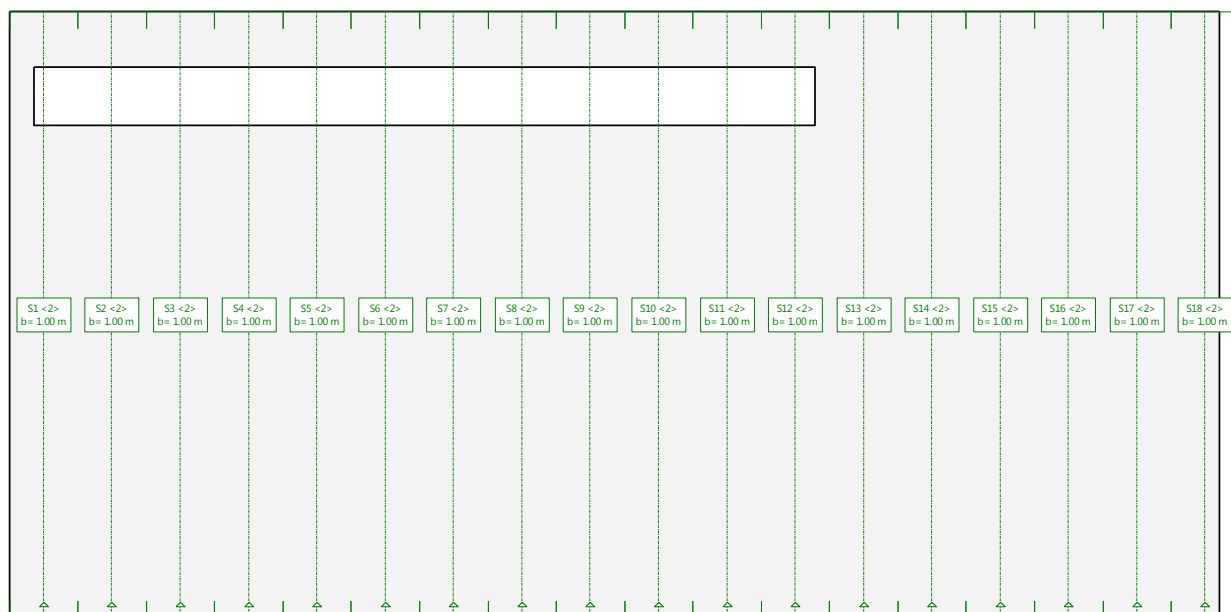 S1 <2>
b= 1.00 m
S2 <2>
b= 1.00 m
S3 <2>
b= 1.00 m
S4 <2>
b= 1.00 m
S5 <2>
b= 1.00 m
S6 <2>
b= 1.00 m
S7 <2>
b= 1.00 m
S8 <2>
b= 1.00 m
S9 <2>
b= 1.00 m
S10 <2>
b= 1.00 m
S11 <2>
b= 1.00 m
S12 <2>
b= 1.00 m
S13 <2>
b= 1.00 m
S14 <2>
b= 1.00 m
S15 <2>
b= 1.00 m
S16 <2>
b= 1.00 m
S17 <2>
b= 1.00 m
S18 <2>
b= 1.00 m